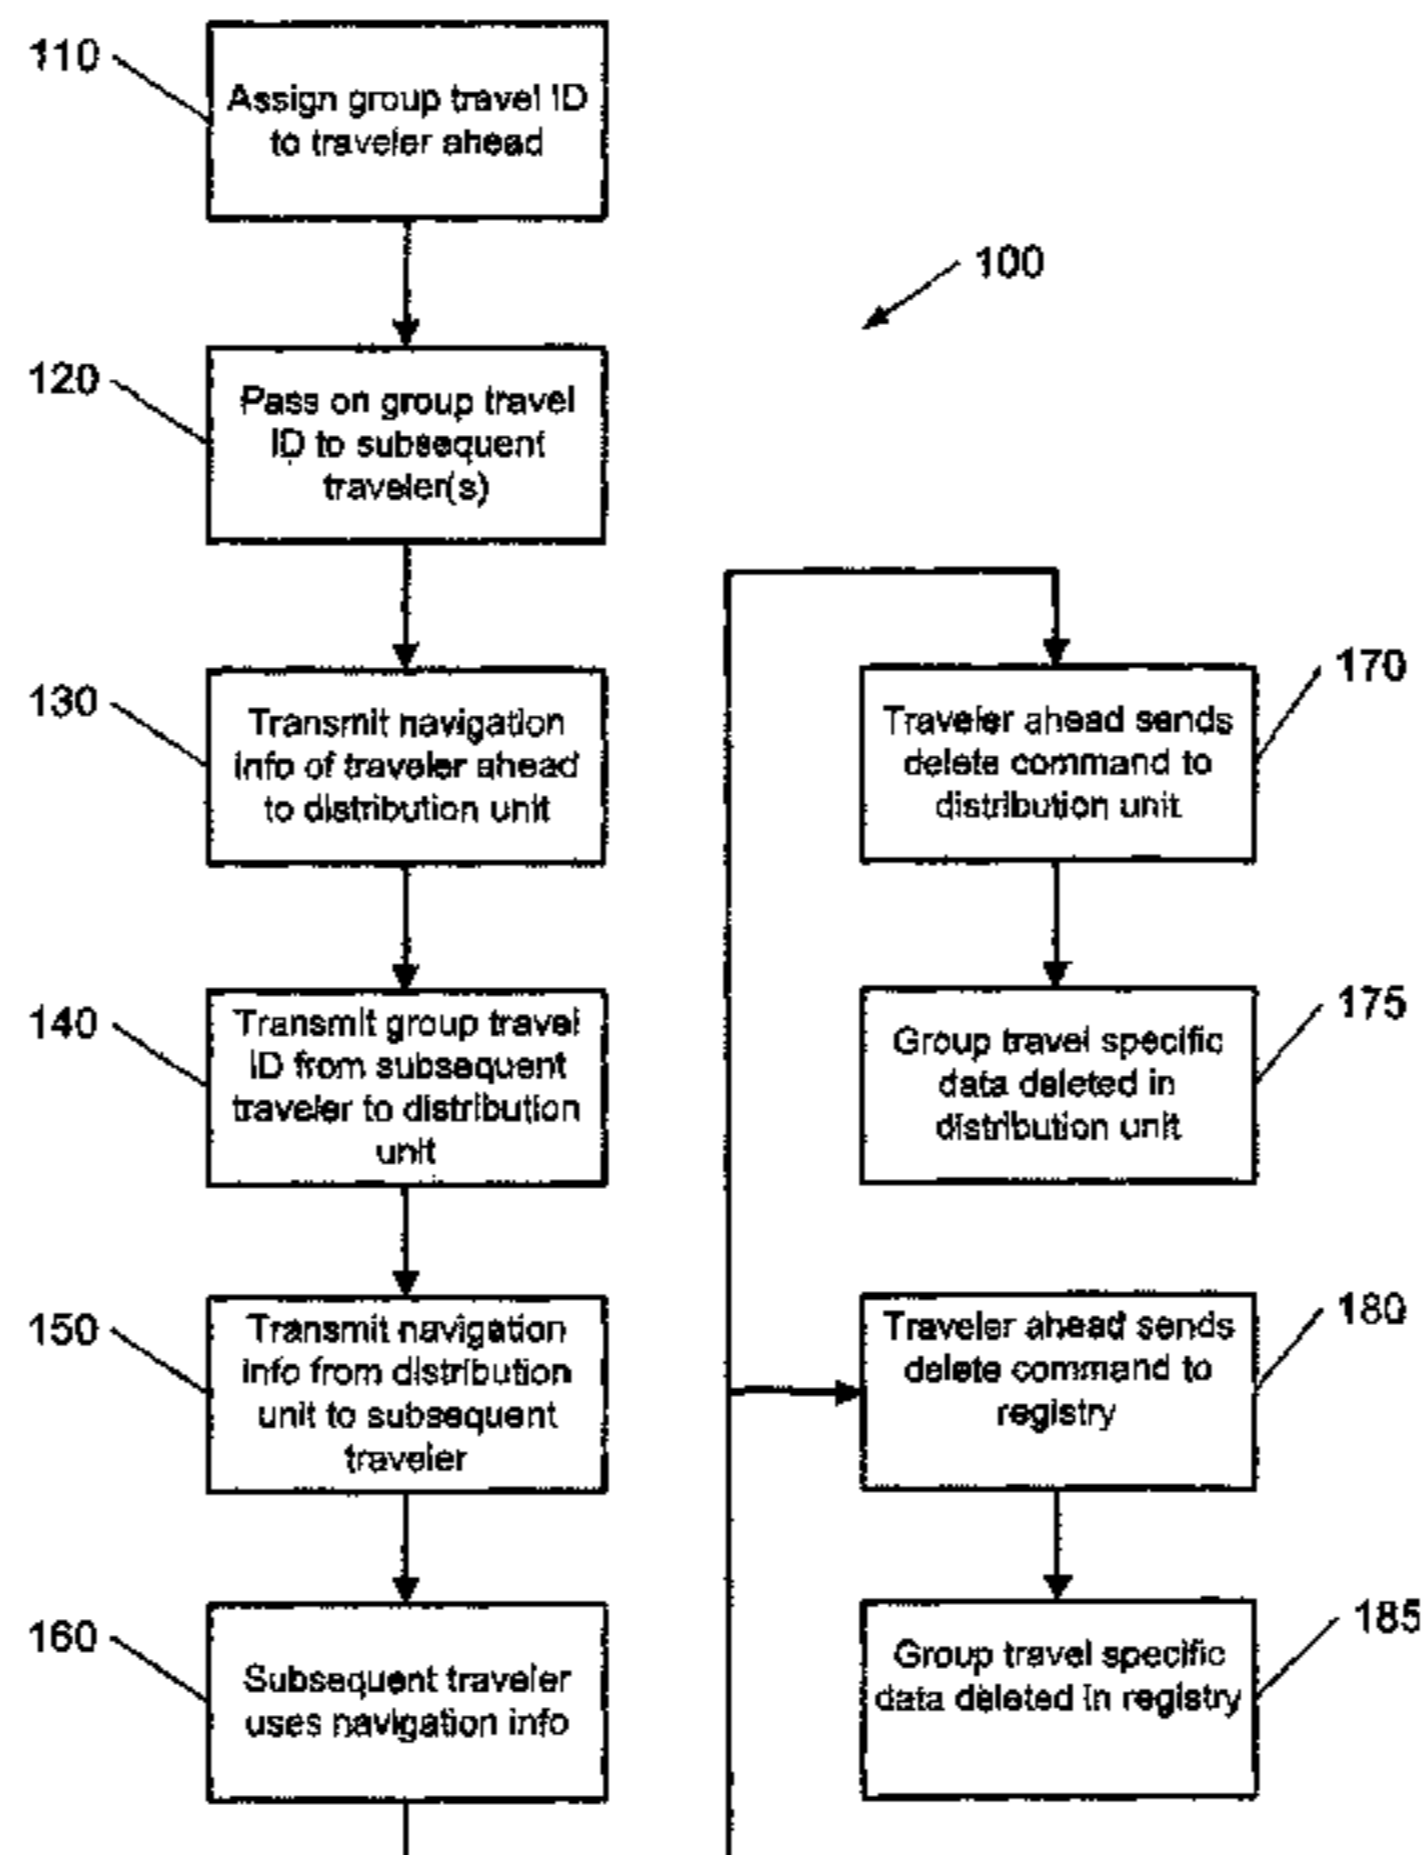 110
Assign group travel ID
to traveler ahead
100
120
Pass on group travel
ID to subsequent
traveler(s)
130
Transmit navigation
info of traveler ahead
to distribution unit
140
Transmit group travel
ID from subsequent
traveler to distribution
unit
150
Transmit navigation
info from distribution
unit to subsequent
traveler
160
Subsequent traveler
uses navigation info
170
Traveler ahead sends
delete command to
distribution unit
175
Group travel specific
data deleted in
distribution unit
180
Traveler ahead sends
delete command to
registry
185
Group travel specific
data deleted in registry